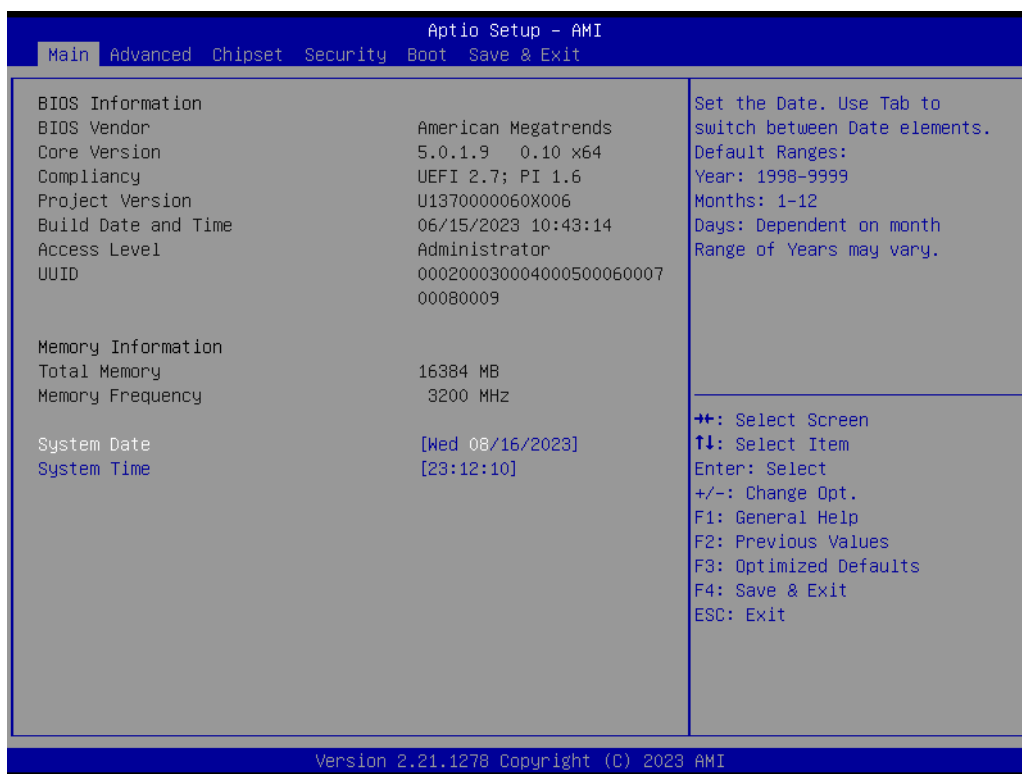 Aptio Setup – AMI
Main Advanced Chipset Security Boot Save & Exit
BIOS Information
BIOS Vendor American Megatrends
Core Version 5.0.1.9 0.10 x64
Compliancy UEFI 2.7; PI 1.6
Project Version U1370000060X006
Build Date and Time 06/15/2023 10:43:14
Access Level Administrator
UUID 000200030004000500060007
00080009
Memory Information
Total Memory 16384 MB
Memory Frequency 3200 MHz
System Date [Wed 08/16/2023]
System Time [23:12:10]
Set the Date. Use Tab to
switch between Date elements.
Default Ranges:
Year: 1998-9999
Months: 1-12
Days: Dependent on month
Range of Years may vary.
→←: Select Screen
↑↓: Select Item
Enter: Select
+/-: Change Opt.
F1: General Help
F2: Previous Values
F3: Optimized Defaults
F4: Save & Exit
ESC: Exit
Version 2.21.1278 Copyright (C) 2023 AMI